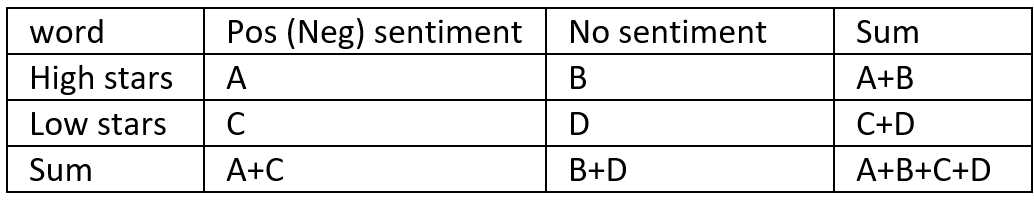 word Pos (Neg) sentiment No sentiment Sum
High stars A B A+B
Low stars C D C+D
Sum A+C B+D A+B+C+D